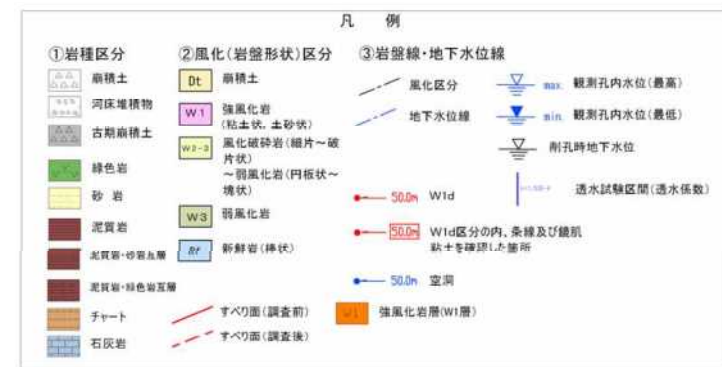 凡 例
①岩種区分
崩積土
河床堆積物
古期崩積土
緑色岩
砂 岩
泥質岩
泥質岩・砂岩互層
泥質岩・緑色岩互層
チャート
石灰岩
②風化(岩盤形状)区分
Dt 崩積土
W1 強風化岩
(粘土状、土砂状)
W2-3 風化破砕岩(細片～破
片状)
～弱風化岩(円板状～
塊状)
W3 弱風化岩
Rf 新鮮岩(棒状)
すべり面(調査前)
すべり面(調査後)
③岩盤線・地下水位線
風化区分
地下水位線
max. 観測孔内水位(最高)
min. 観測孔内水位(最低)
削孔時地下水位
透水試験区間(透水係数)
50.0m W1d
50.0m W1d区分の内、条線及び鏡肌
粘土を確認した箇所
50.0m 空洞
W1 強風化岩層(W1層)